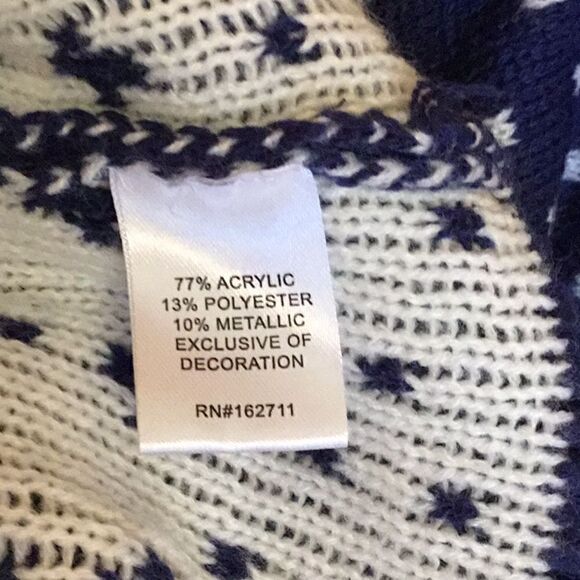 77% ACRYLIC
13% POLYESTER
10% METALLIC
EXCLUSIVE OF
DECORATION
RN#162711